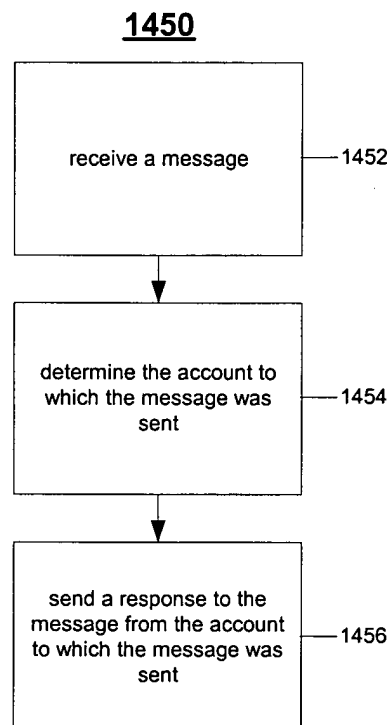 1450
receive a message
1452
determine the account to
which the message was
sent
1454
send a response to the
message from the account
to which the message was
sent
1456